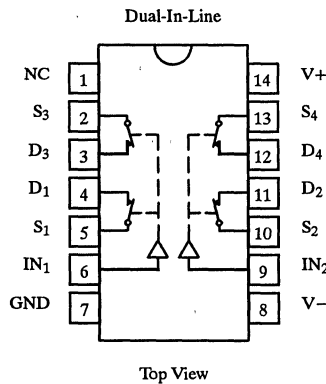 Dual-In-Line
NC 1 14 V+
S3 2 13 S4
D3 3 12 D4
D1 4 11 D2
S1 5 10 S2
IN1 6 9 IN2
GND 7 8 V−
Top View